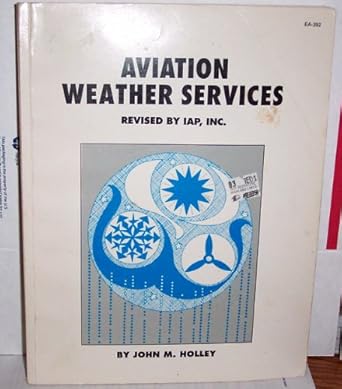 EA-392
AVIATION
WEATHER SERVICES
REVISED BY IAP, INC.
BY JOHN M. HOLLEY